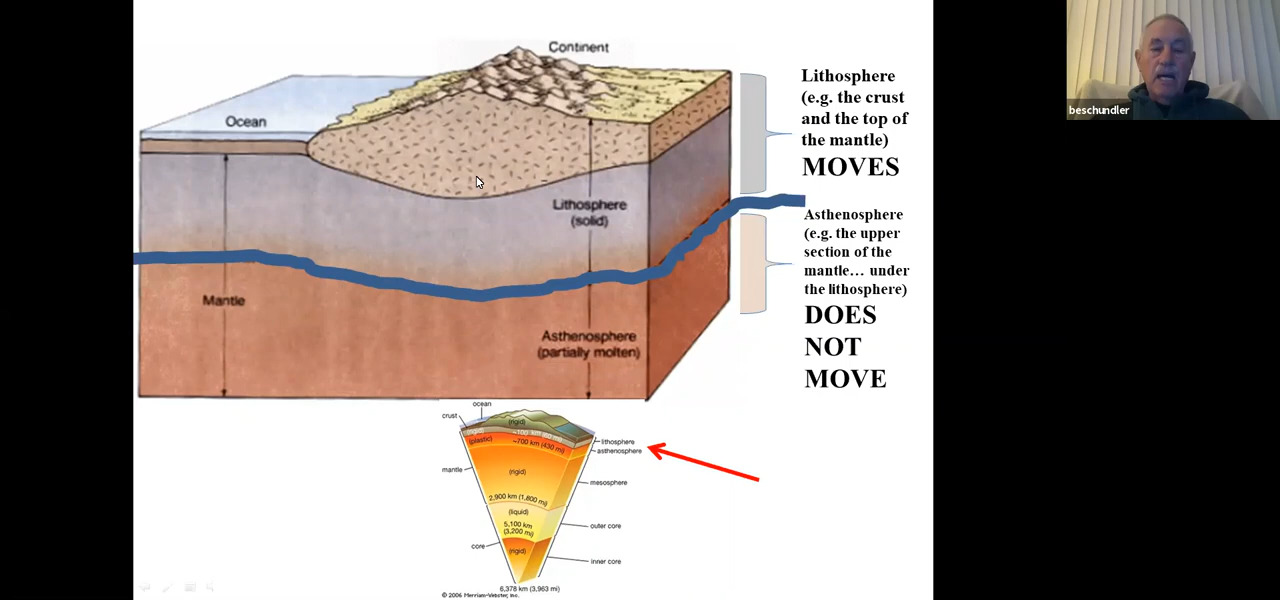 Continent
Ocean
Lithosphere
(solid)
Mantle
Asthenosphere
(partially molten)
Lithosphere
(e.g. the crust
and the top of
the mantle)
MOVES
Asthenosphere
(e.g. the upper
section of the
mantle… under
the lithosphere)
DOES
NOT
MOVE
beschundler
ocean
crust
(rigid)
(rigid)
(plastic)
~700 km (430 mi)
lithosphere
asthenosphere
mantle
(rigid)
mesosphere
2,900 km (1,800 mi)
(liquid)
5,100 km
(3,200 mi)
outer core
core
(rigid)
inner core
6,378 km (3,963 mi)
© 2006 Merriam-Webster, Inc.